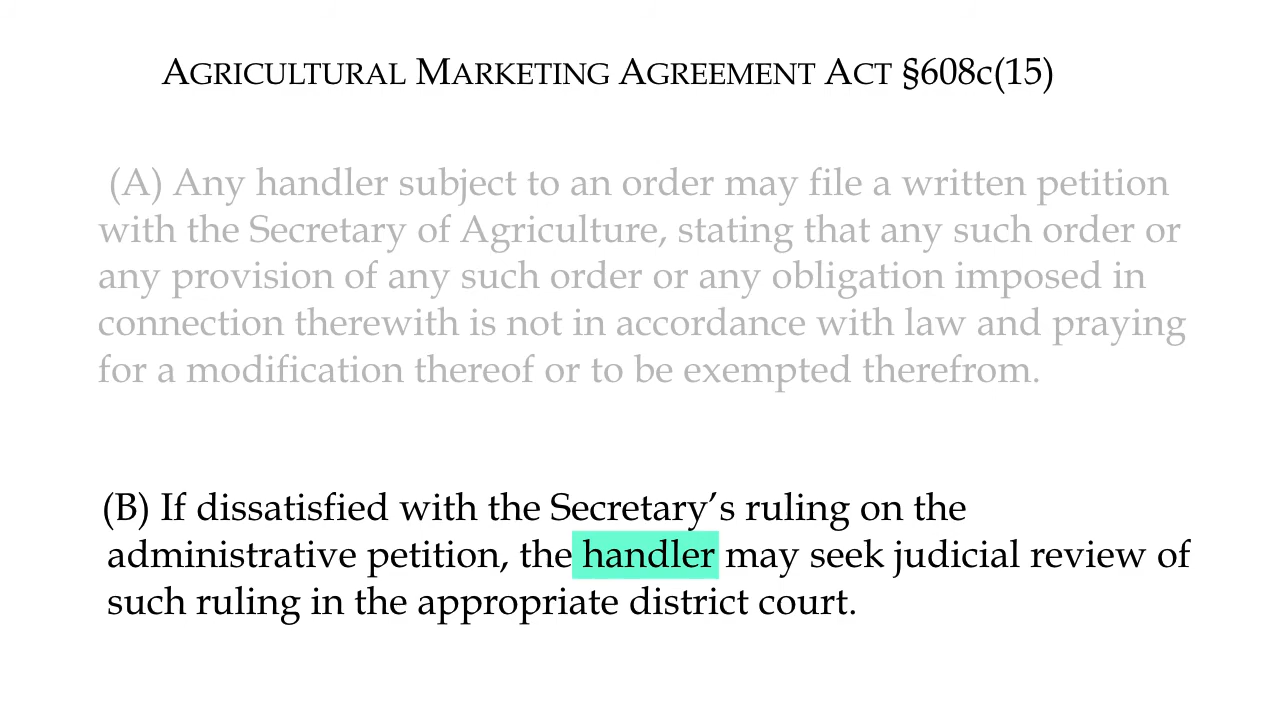 AGRICULTURAL MARKETING AGREEMENT ACT §608c(15)
(A) Any handler subject to an order may file a written petition
with the Secretary of Agriculture, stating that any such order or
any provision of any such order or any obligation imposed in
connection therewith is not in accordance with law and praying
for a modification thereof or to be exempted therefrom.
(B) If dissatisfied with the Secretary’s ruling on the
administrative petition, the handler may seek judicial review of
such ruling in the appropriate district court.